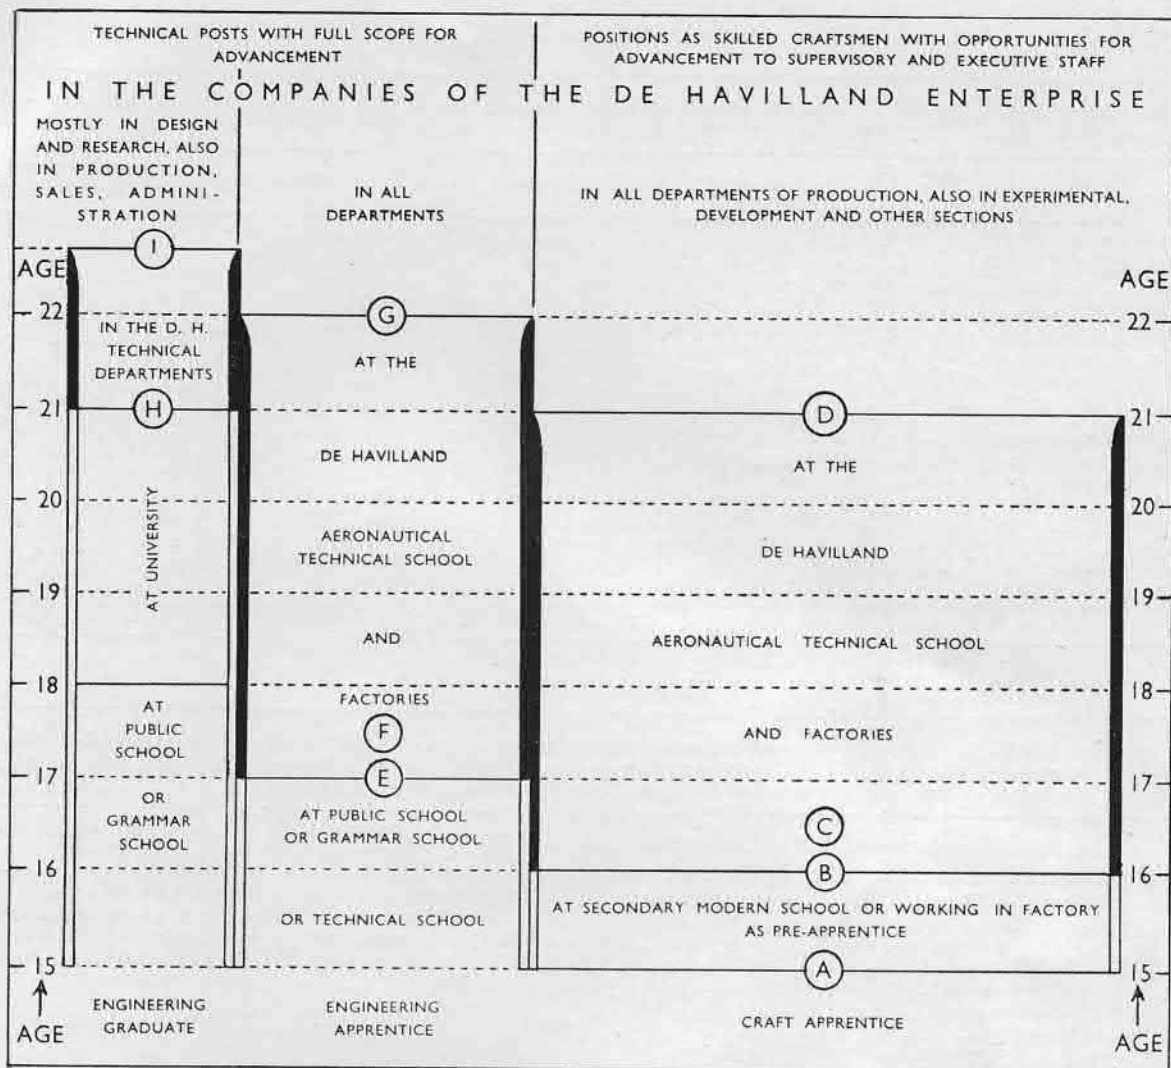 TECHNICAL POSTS WITH FULL SCOPE FOR
ADVANCEMENT
POSITIONS AS SKILLED CRAFTSMEN WITH OPPORTUNITIES FOR
ADVANCEMENT TO SUPERVISORY AND EXECUTIVE STAFF
IN THE COMPANIES OF THE DE HAVILLAND ENTERPRISE
MOSTLY IN DESIGN
AND RESEARCH, ALSO
IN PRODUCTION,
SALES, ADMINI-
STRATION
IN ALL
DEPARTMENTS
IN ALL DEPARTMENTS OF PRODUCTION, ALSO IN EXPERIMENTAL,
DEVELOPMENT AND OTHER SECTIONS
AGE
22
21
20
19
18
17
16
15
AGE
I
IN THE D. H.
TECHNICAL
DEPARTMENTS
H
AT UNIVERSITY
AT
PUBLIC
SCHOOL
OR
GRAMMAR
SCHOOL
ENGINEERING
GRADUATE
G
AT THE
DE HAVILLAND
AERONAUTICAL
TECHNICAL SCHOOL
AND
FACTORIES
F
E
AT PUBLIC SCHOOL
OR GRAMMAR SCHOOL
OR TECHNICAL SCHOOL
ENGINEERING
APPRENTICE
D
AT THE
DE HAVILLAND
AERONAUTICAL TECHNICAL SCHOOL
AND FACTORIES
C
B
AT SECONDARY MODERN SCHOOL OR WORKING IN FACTORY
AS PRE-APPRENTICE
A
CRAFT APPRENTICE
AGE
22
21
20
19
18
17
16
15
AGE